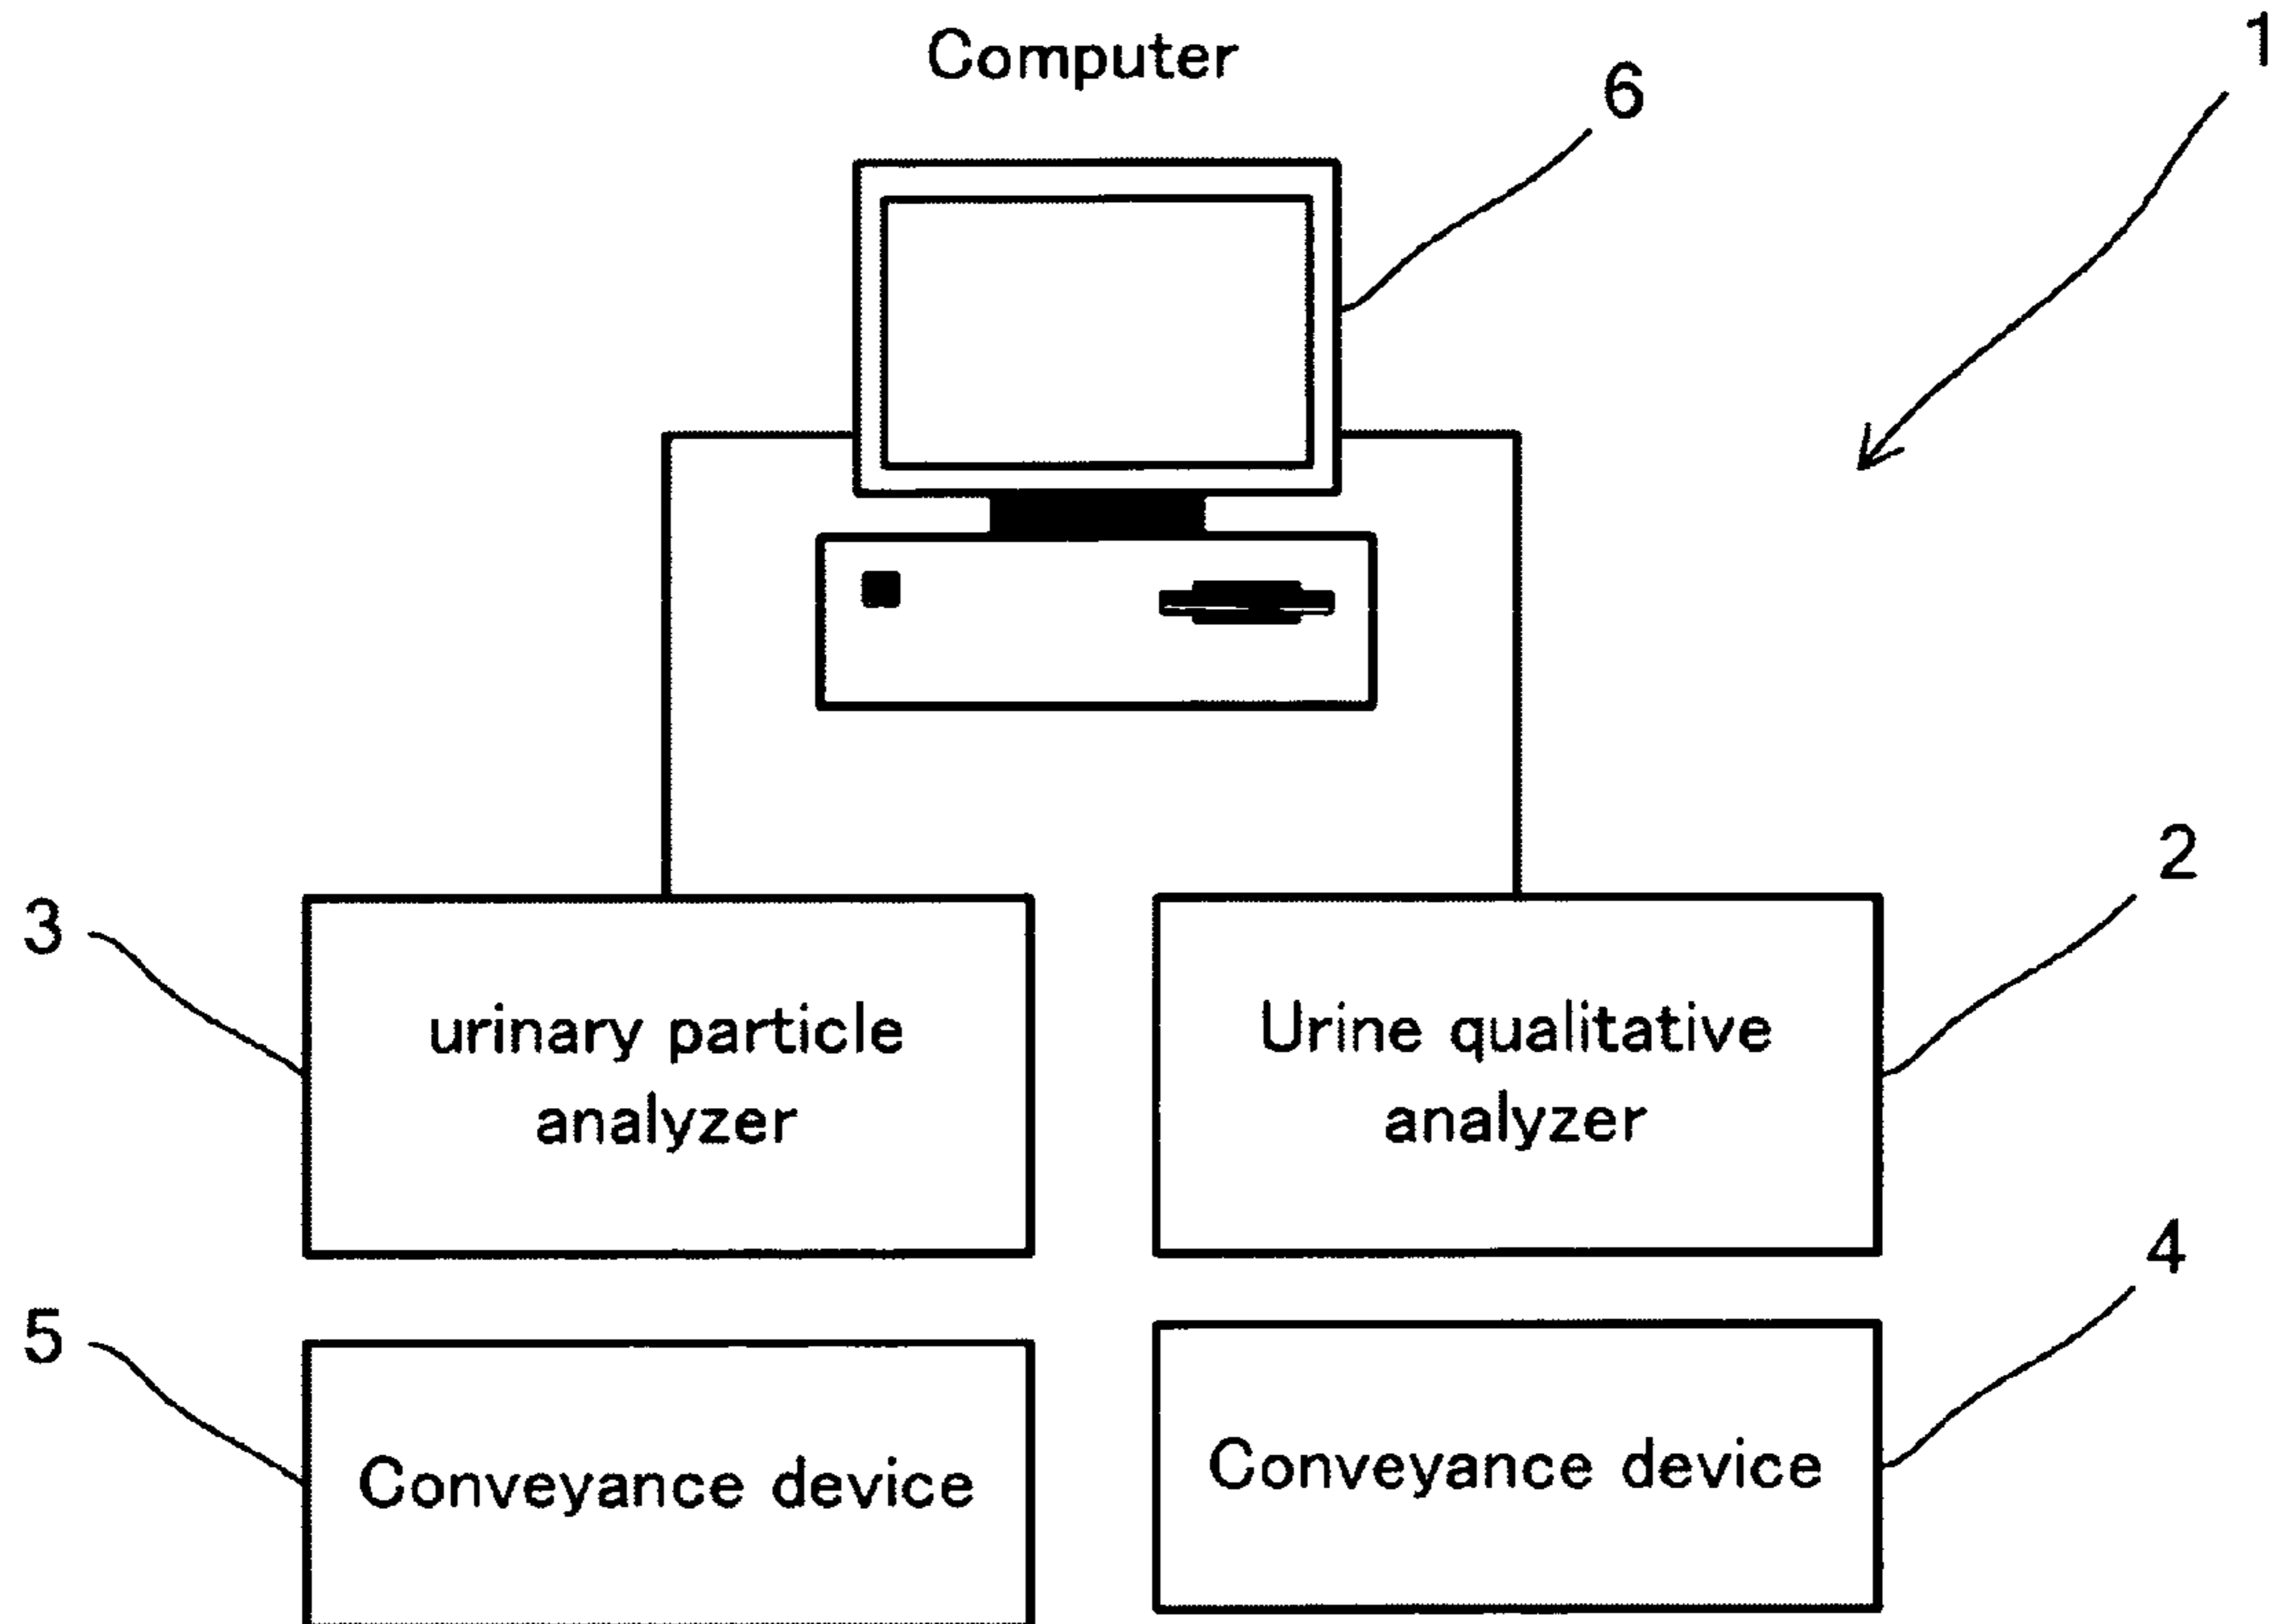 1
Computer
6
2
3
urinary particle
analyzer
Urine qualitative
analyzer
4
5
Conveyance device
Conveyance device